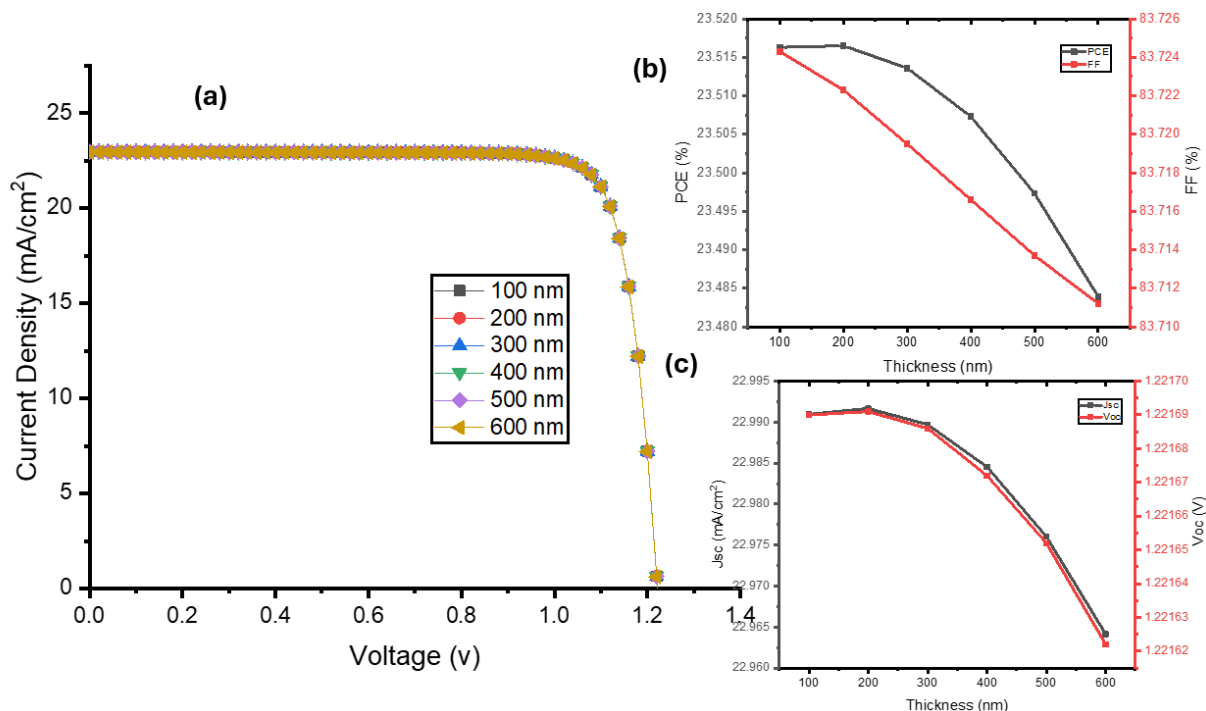 (a)
25
20
15
10
5
0
Current Density (mA/cm²)
100 nm
200 nm
300 nm
400 nm
500 nm
600 nm
0.0 0.2 0.4 0.6 0.8 1.0 1.2 1.4
Voltage (v)
(b)
23.520
23.515
23.510
23.505
23.500
23.495
23.490
23.485
23.480
PCE (%)
PCE
FF
83.726
83.724
83.722
83.720
83.718
83.716
83.714
83.712
83.710
FF (%)
100 200 300 400 500 600
Thickness (nm)
(c)
22.995
22.990
22.985
22.980
22.975
22.970
22.965
22.960
Jsc (mA/cm²)
Jsc
Voc
1.22170
1.22169
1.22168
1.22167
1.22166
1.22165
1.22164
1.22163
1.22162
Voc (V)
100 200 300 400 500 600
Thickness (nm)